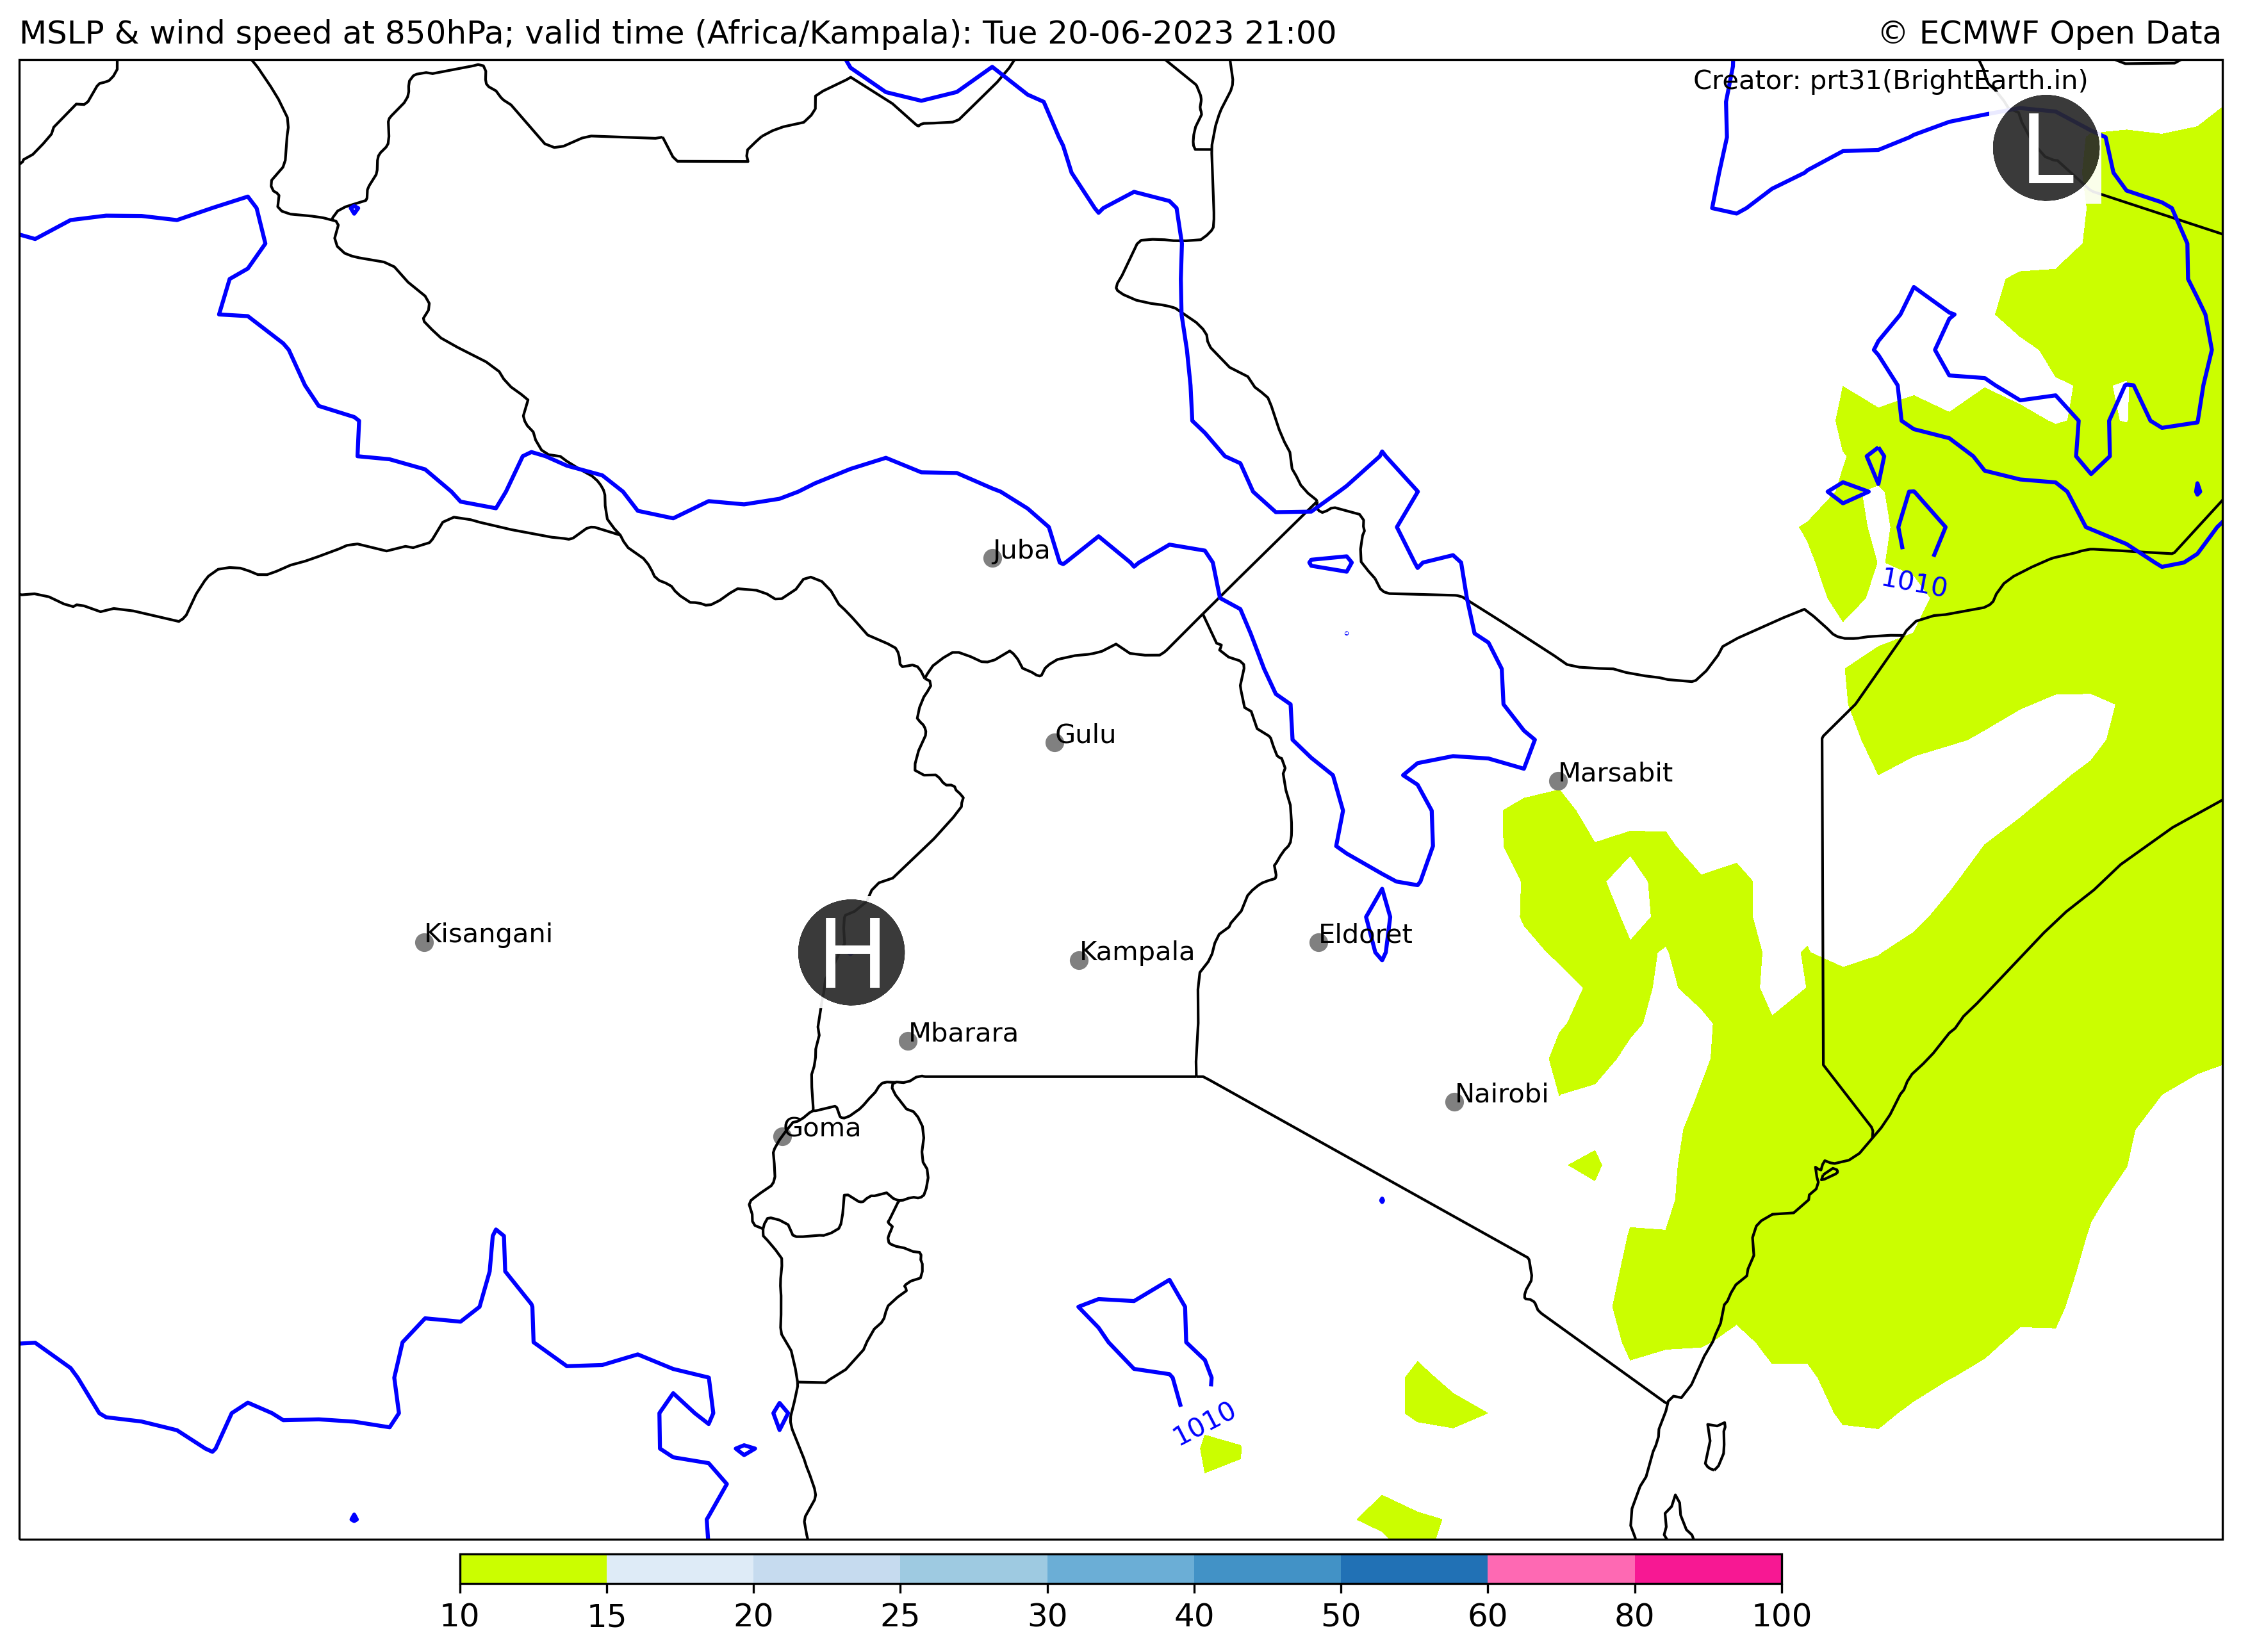 MSLP & wind speed at 850hPa; valid time (Africa/Kampala): Tue 20-06-2023 21:00
© ECMWF Open Data
Creator: prt31(BrightEarth.in)
L
Juba
1010
Gulu
Marsabit
Kisangani
H
Kampala
Eldoret
Mbarara
Nairobi
Goma
1010
10 15 20 25 30 40 50 60 80 100